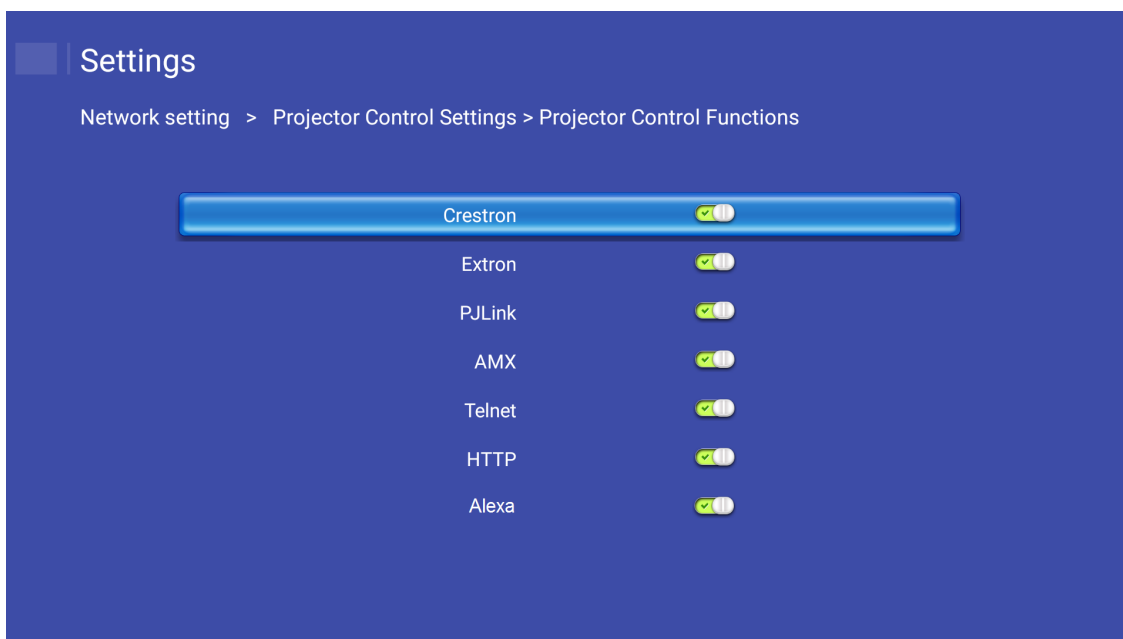 Settings
Network setting > Projector Control Settings > Projector Control Functions
Crestron
Extron
PJLink
AMX
Telnet
HTTP
Alexa